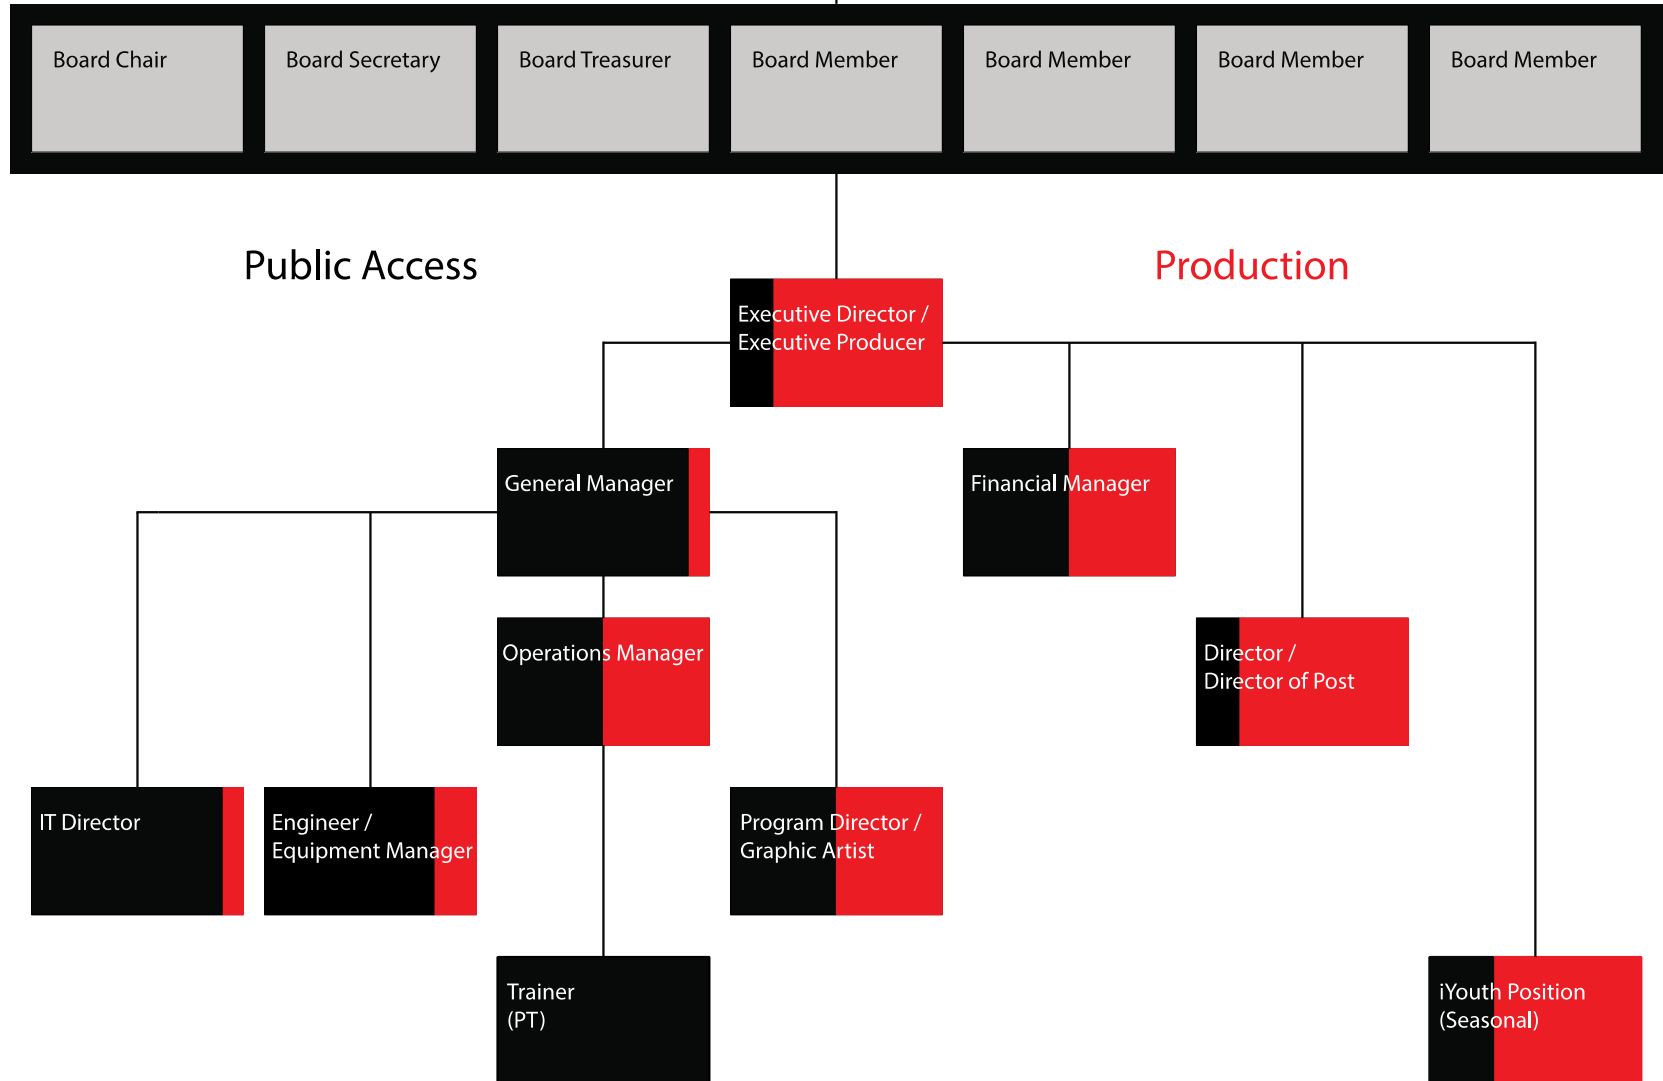 Board Chair
Board Secretary
Board Treasurer
Board Member
Board Member
Board Member
Board Member
Public Access
Production
Executive Director /
Executive Producer
General Manager
Financial Manager
Operations Manager
Director /
Director of Post
IT Director
Engineer /
Equipment Manager
Program Director /
Graphic Artist
Trainer
(PT)
iYouth Position
(Seasonal)